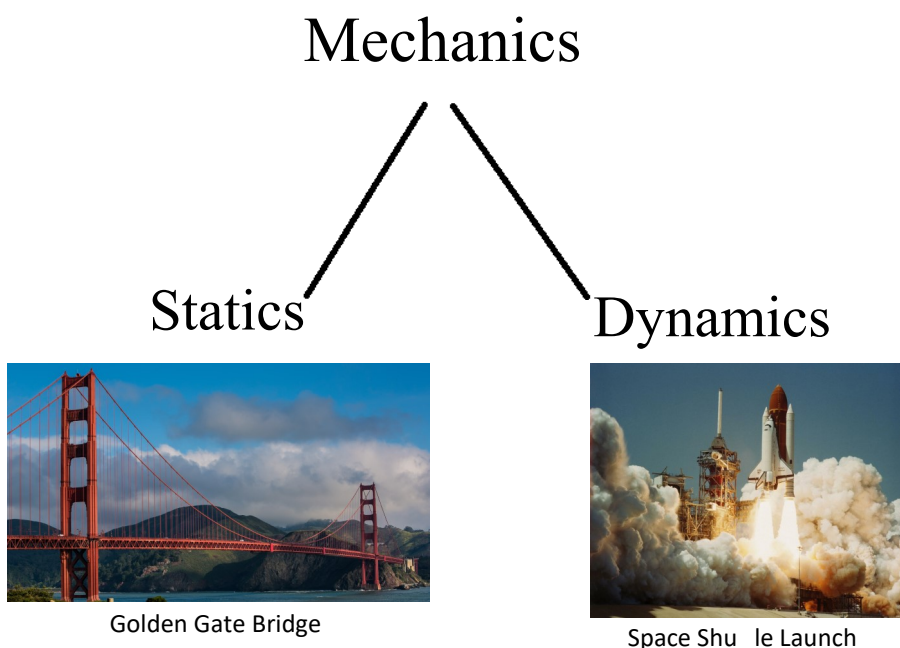 Mechanics
Statics
Dynamics
Golden Gate Bridge
Space Shu le Launch